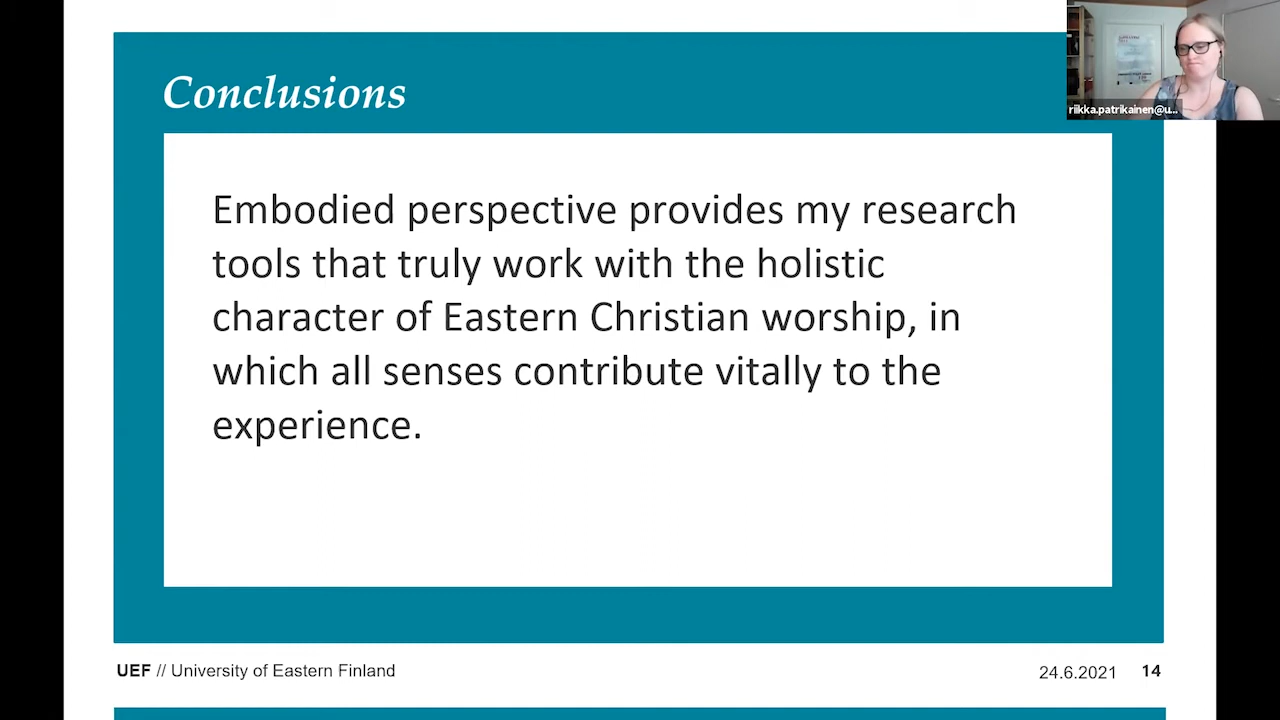 Conclusions
riikka.patrikainen@u...
Embodied perspective provides my research
tools that truly work with the holistic
character of Eastern Christian worship, in
which all senses contribute vitally to the
experience.
UEF // University of Eastern Finland
24.6.2021 14